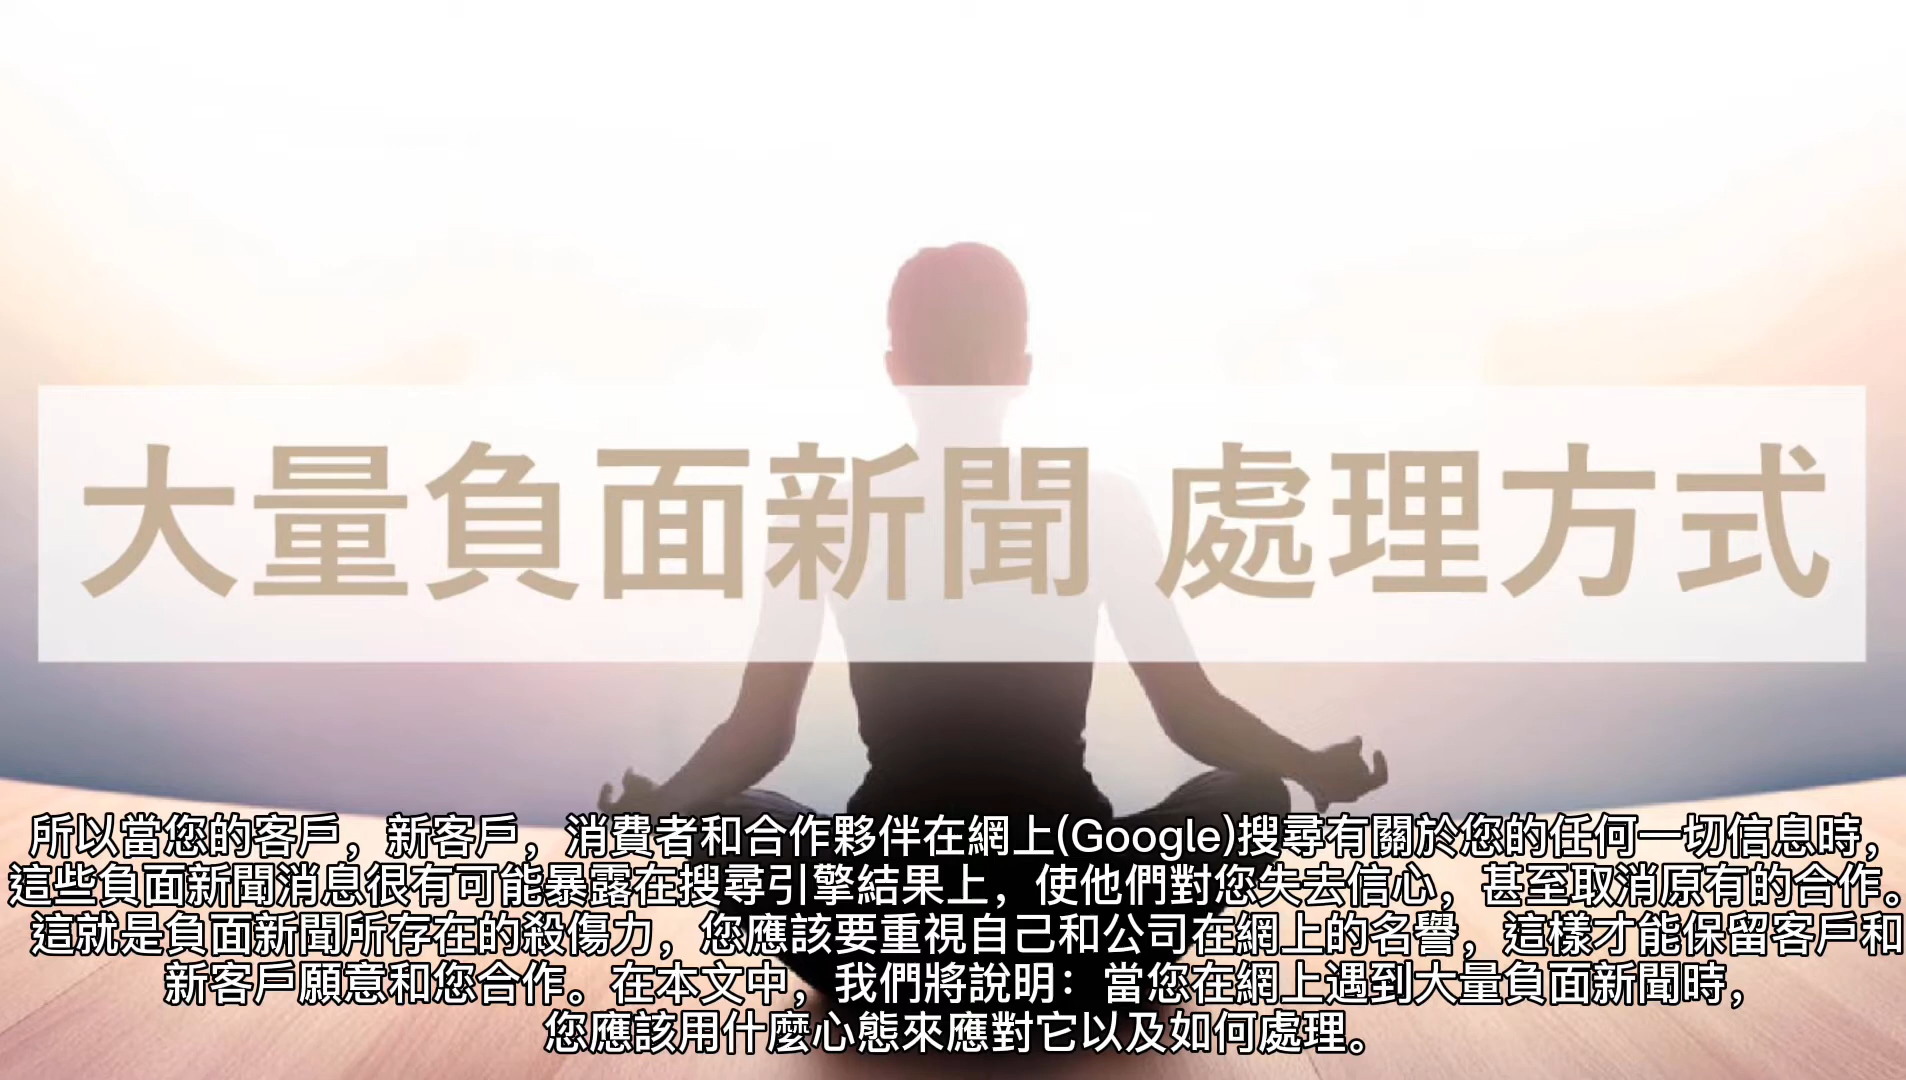 大量負面新聞 處理方式
所以當您的客戶，新客戶，消費者和合作夥伴在網上(Google)搜尋有關於您的任何一切信息時，
這些負面新聞消息很有可能暴露在搜尋引擎結果上，使他們對您失去信心，甚至取消原有的合作。
這就是負面新聞所存在的殺傷力，您應該要重視自己和公司在網上的名譽，這樣才能保留客戶和
新客戶願意和您合作。在本文中，我們將說明：當您在網上遇到大量負面新聞時，
您應該用什麼心態來應對它以及如何處理。